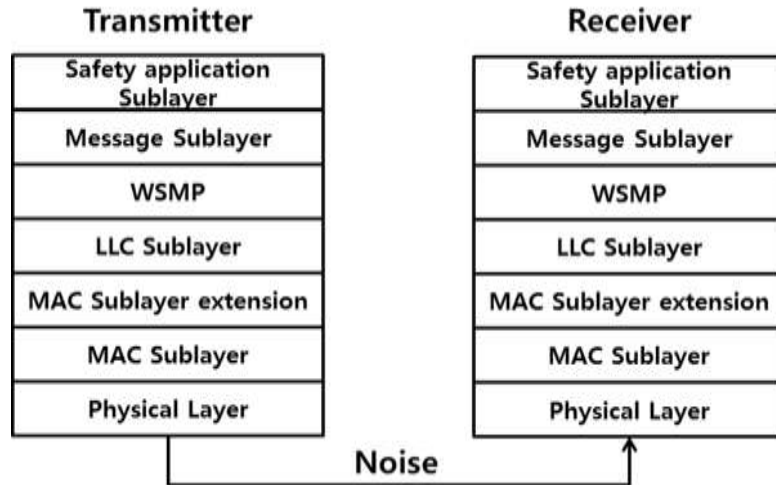 Transmitter
Safety application
Sublayer
Message Sublayer
WSMP
LLC Sublayer
MAC Sublayer extension
MAC Sublayer
Physical Layer
Receiver
Safety application
Sublayer
Message Sublayer
WSMP
LLC Sublayer
MAC Sublayer extension
MAC Sublayer
Physical Layer
Noise